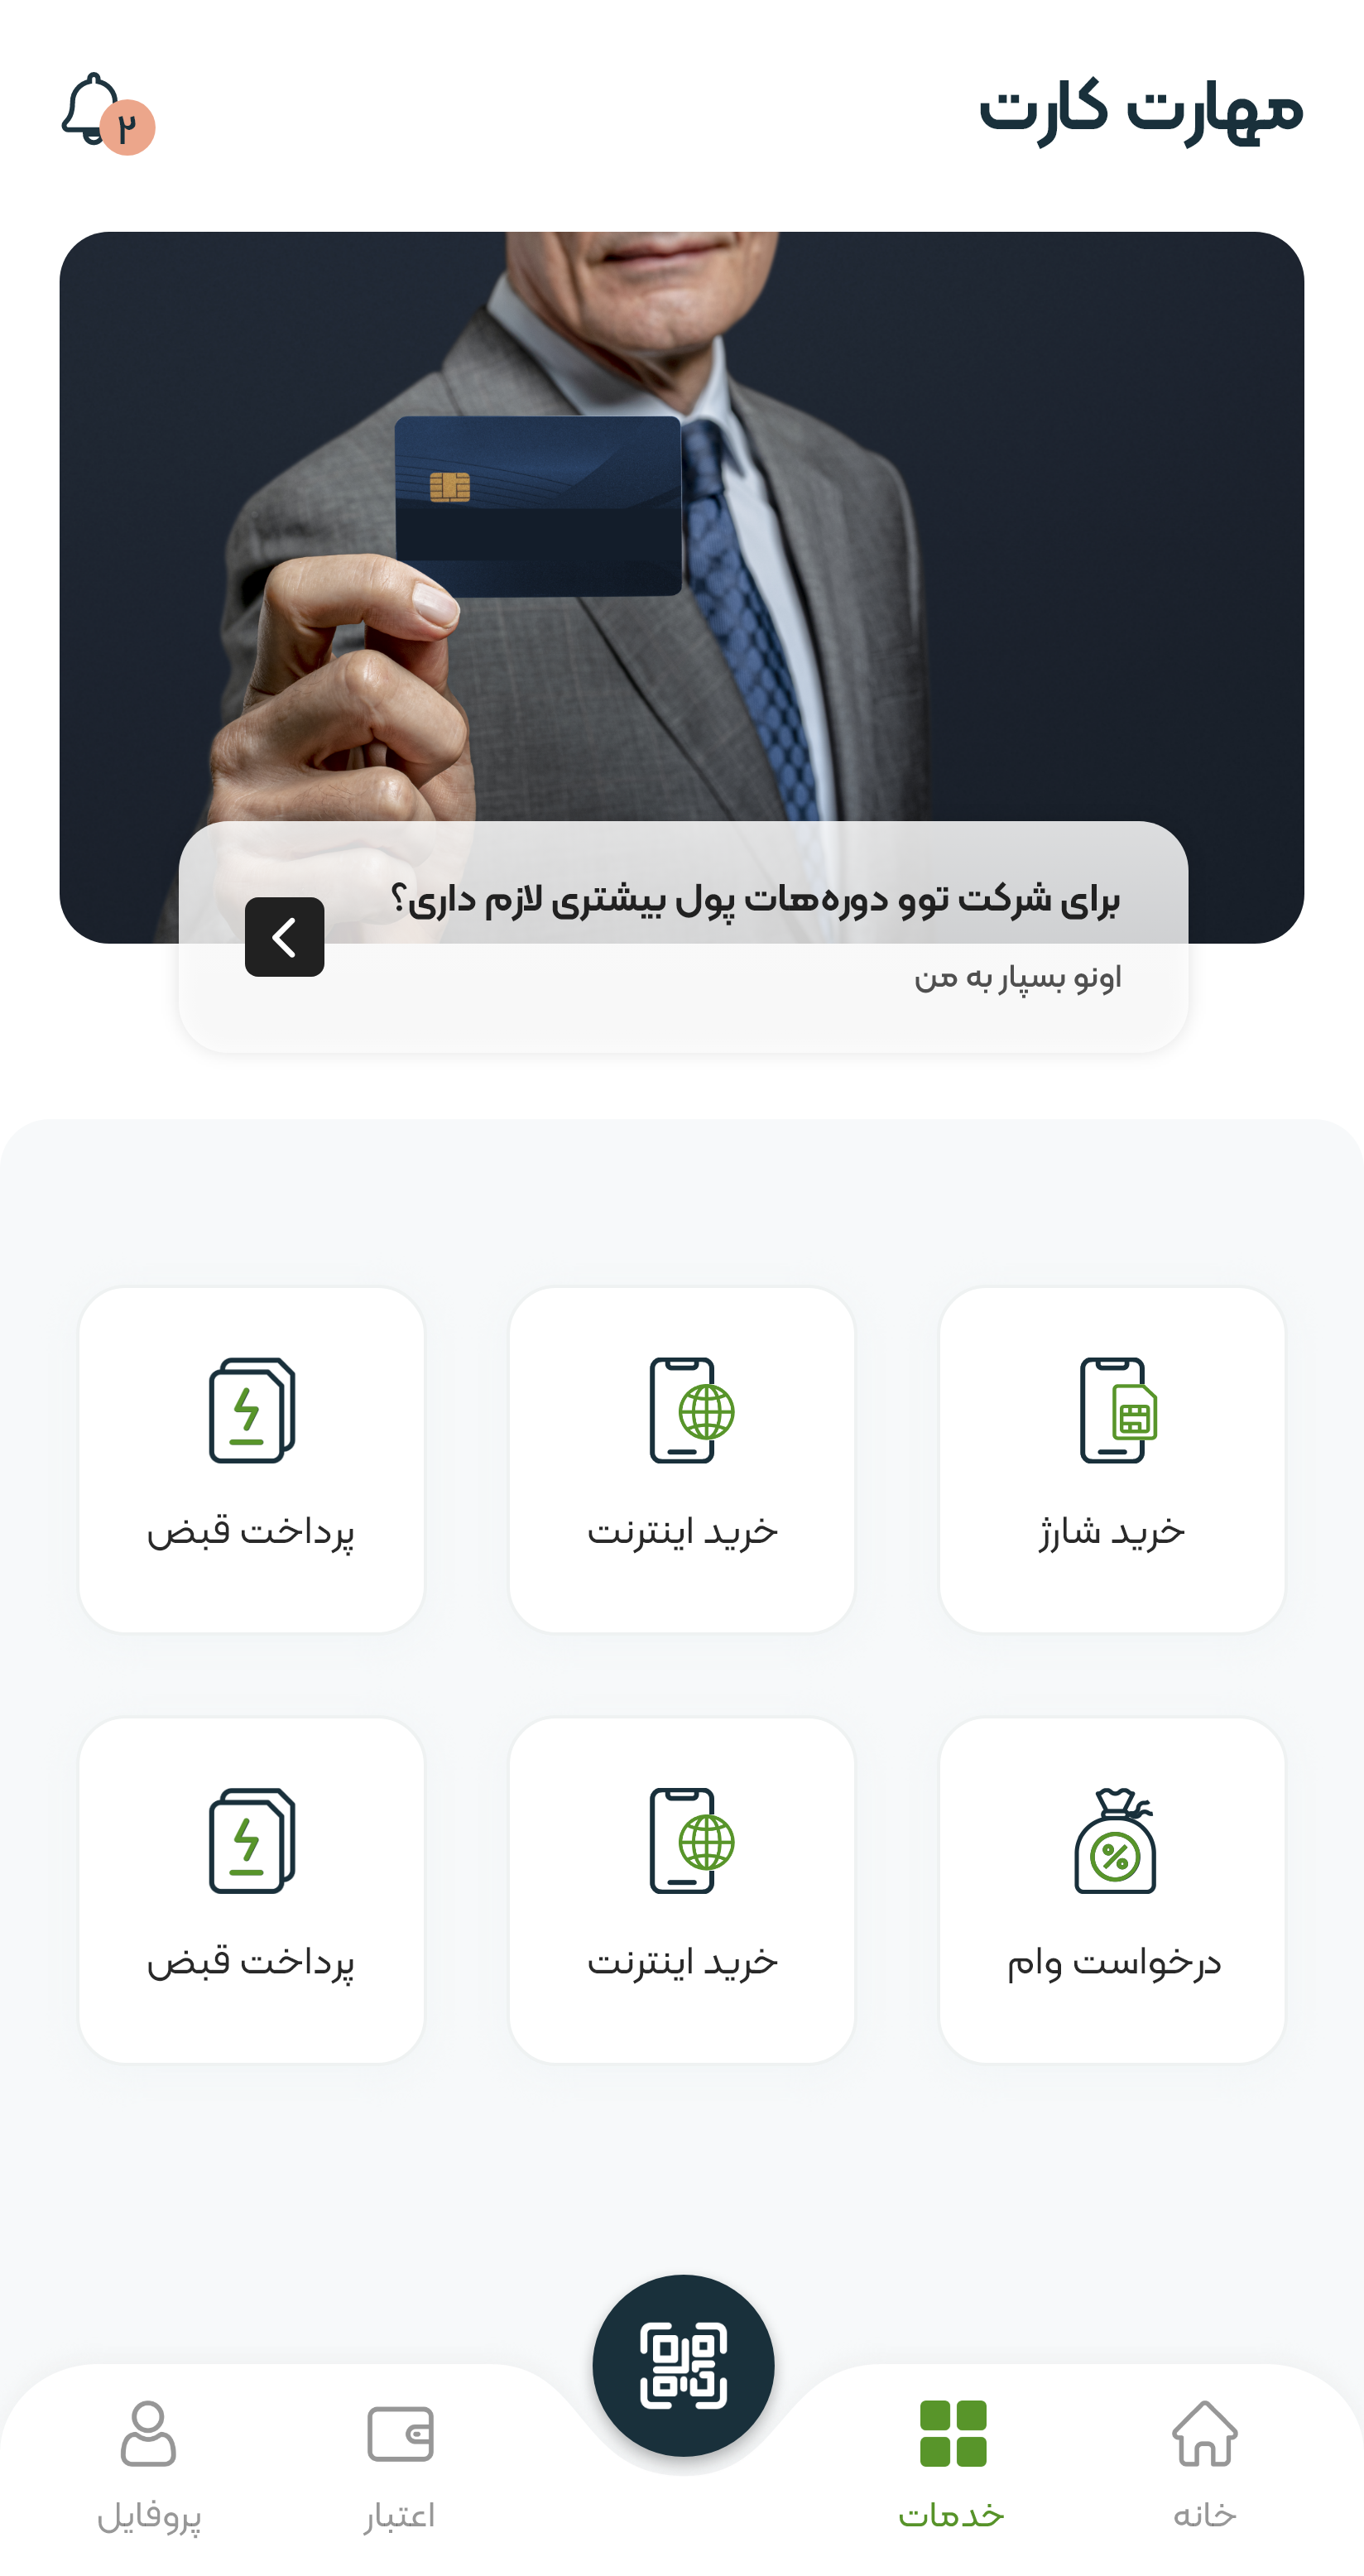 مهارت کارت
۲
برای شرکت توو دوره‌هات پول بیشتری لازم داری؟
اونو بسپار به من
خرید شارژ
خرید اینترنت
پرداخت قبض
درخواست وام
خرید اینترنت
پرداخت قبض
خانه
خدمات
اعتبار
پروفایل